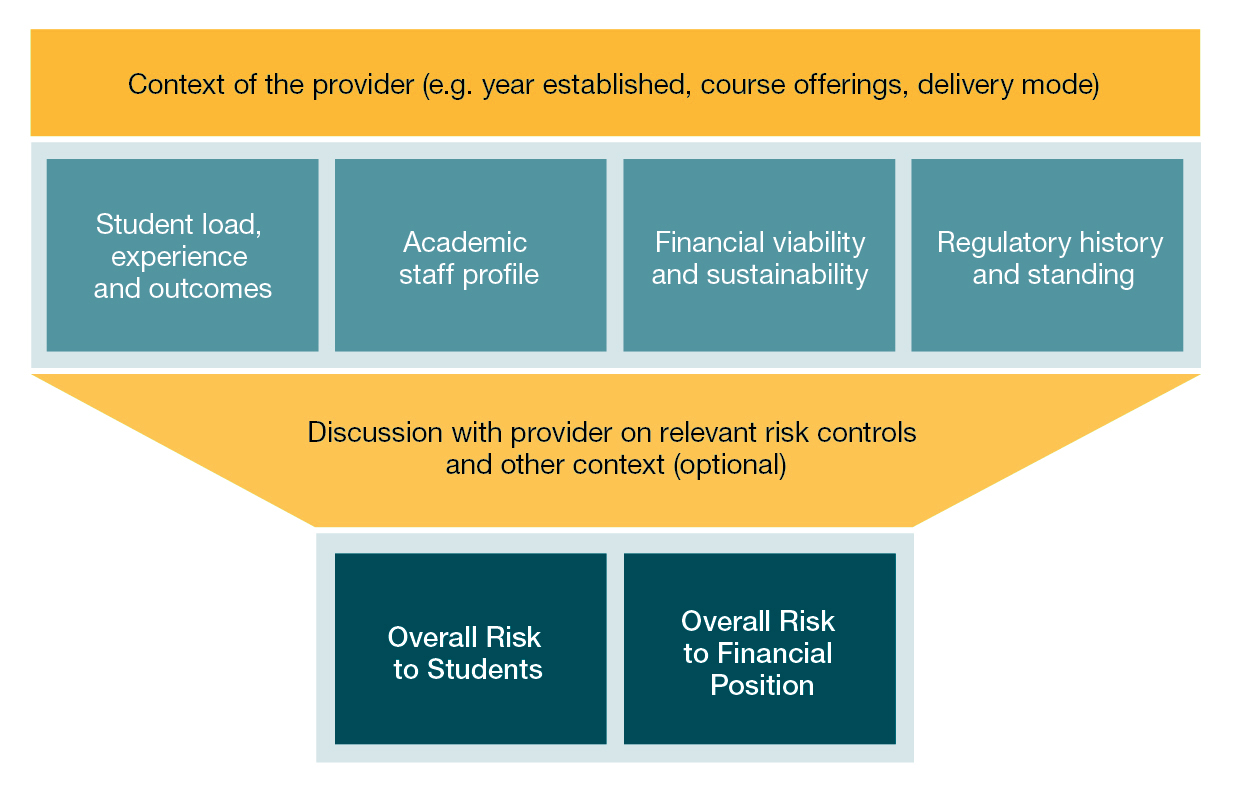 Context of the provider (e.g. year established, course offerings, delivery mode)
Student load,
experience
and outcomes
Academic
staff profile
Financial viability
and sustainability
Regulatory history
and standing
Discussion with provider on relevant risk controls
and other context (optional)
Overall Risk
to Students
Overall Risk
to Financial
Position